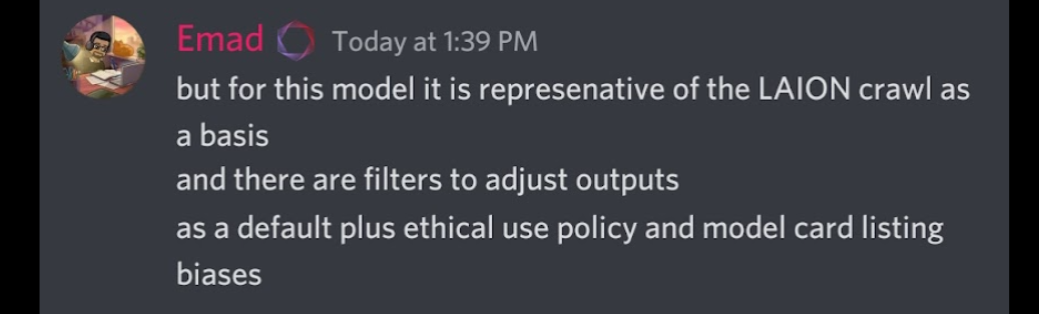 Emad Today at 1:39 PM
but for this model it is represenative of the LAION crawl as
a basis
and there are filters to adjust outputs
as a default plus ethical use policy and model card listing
biases